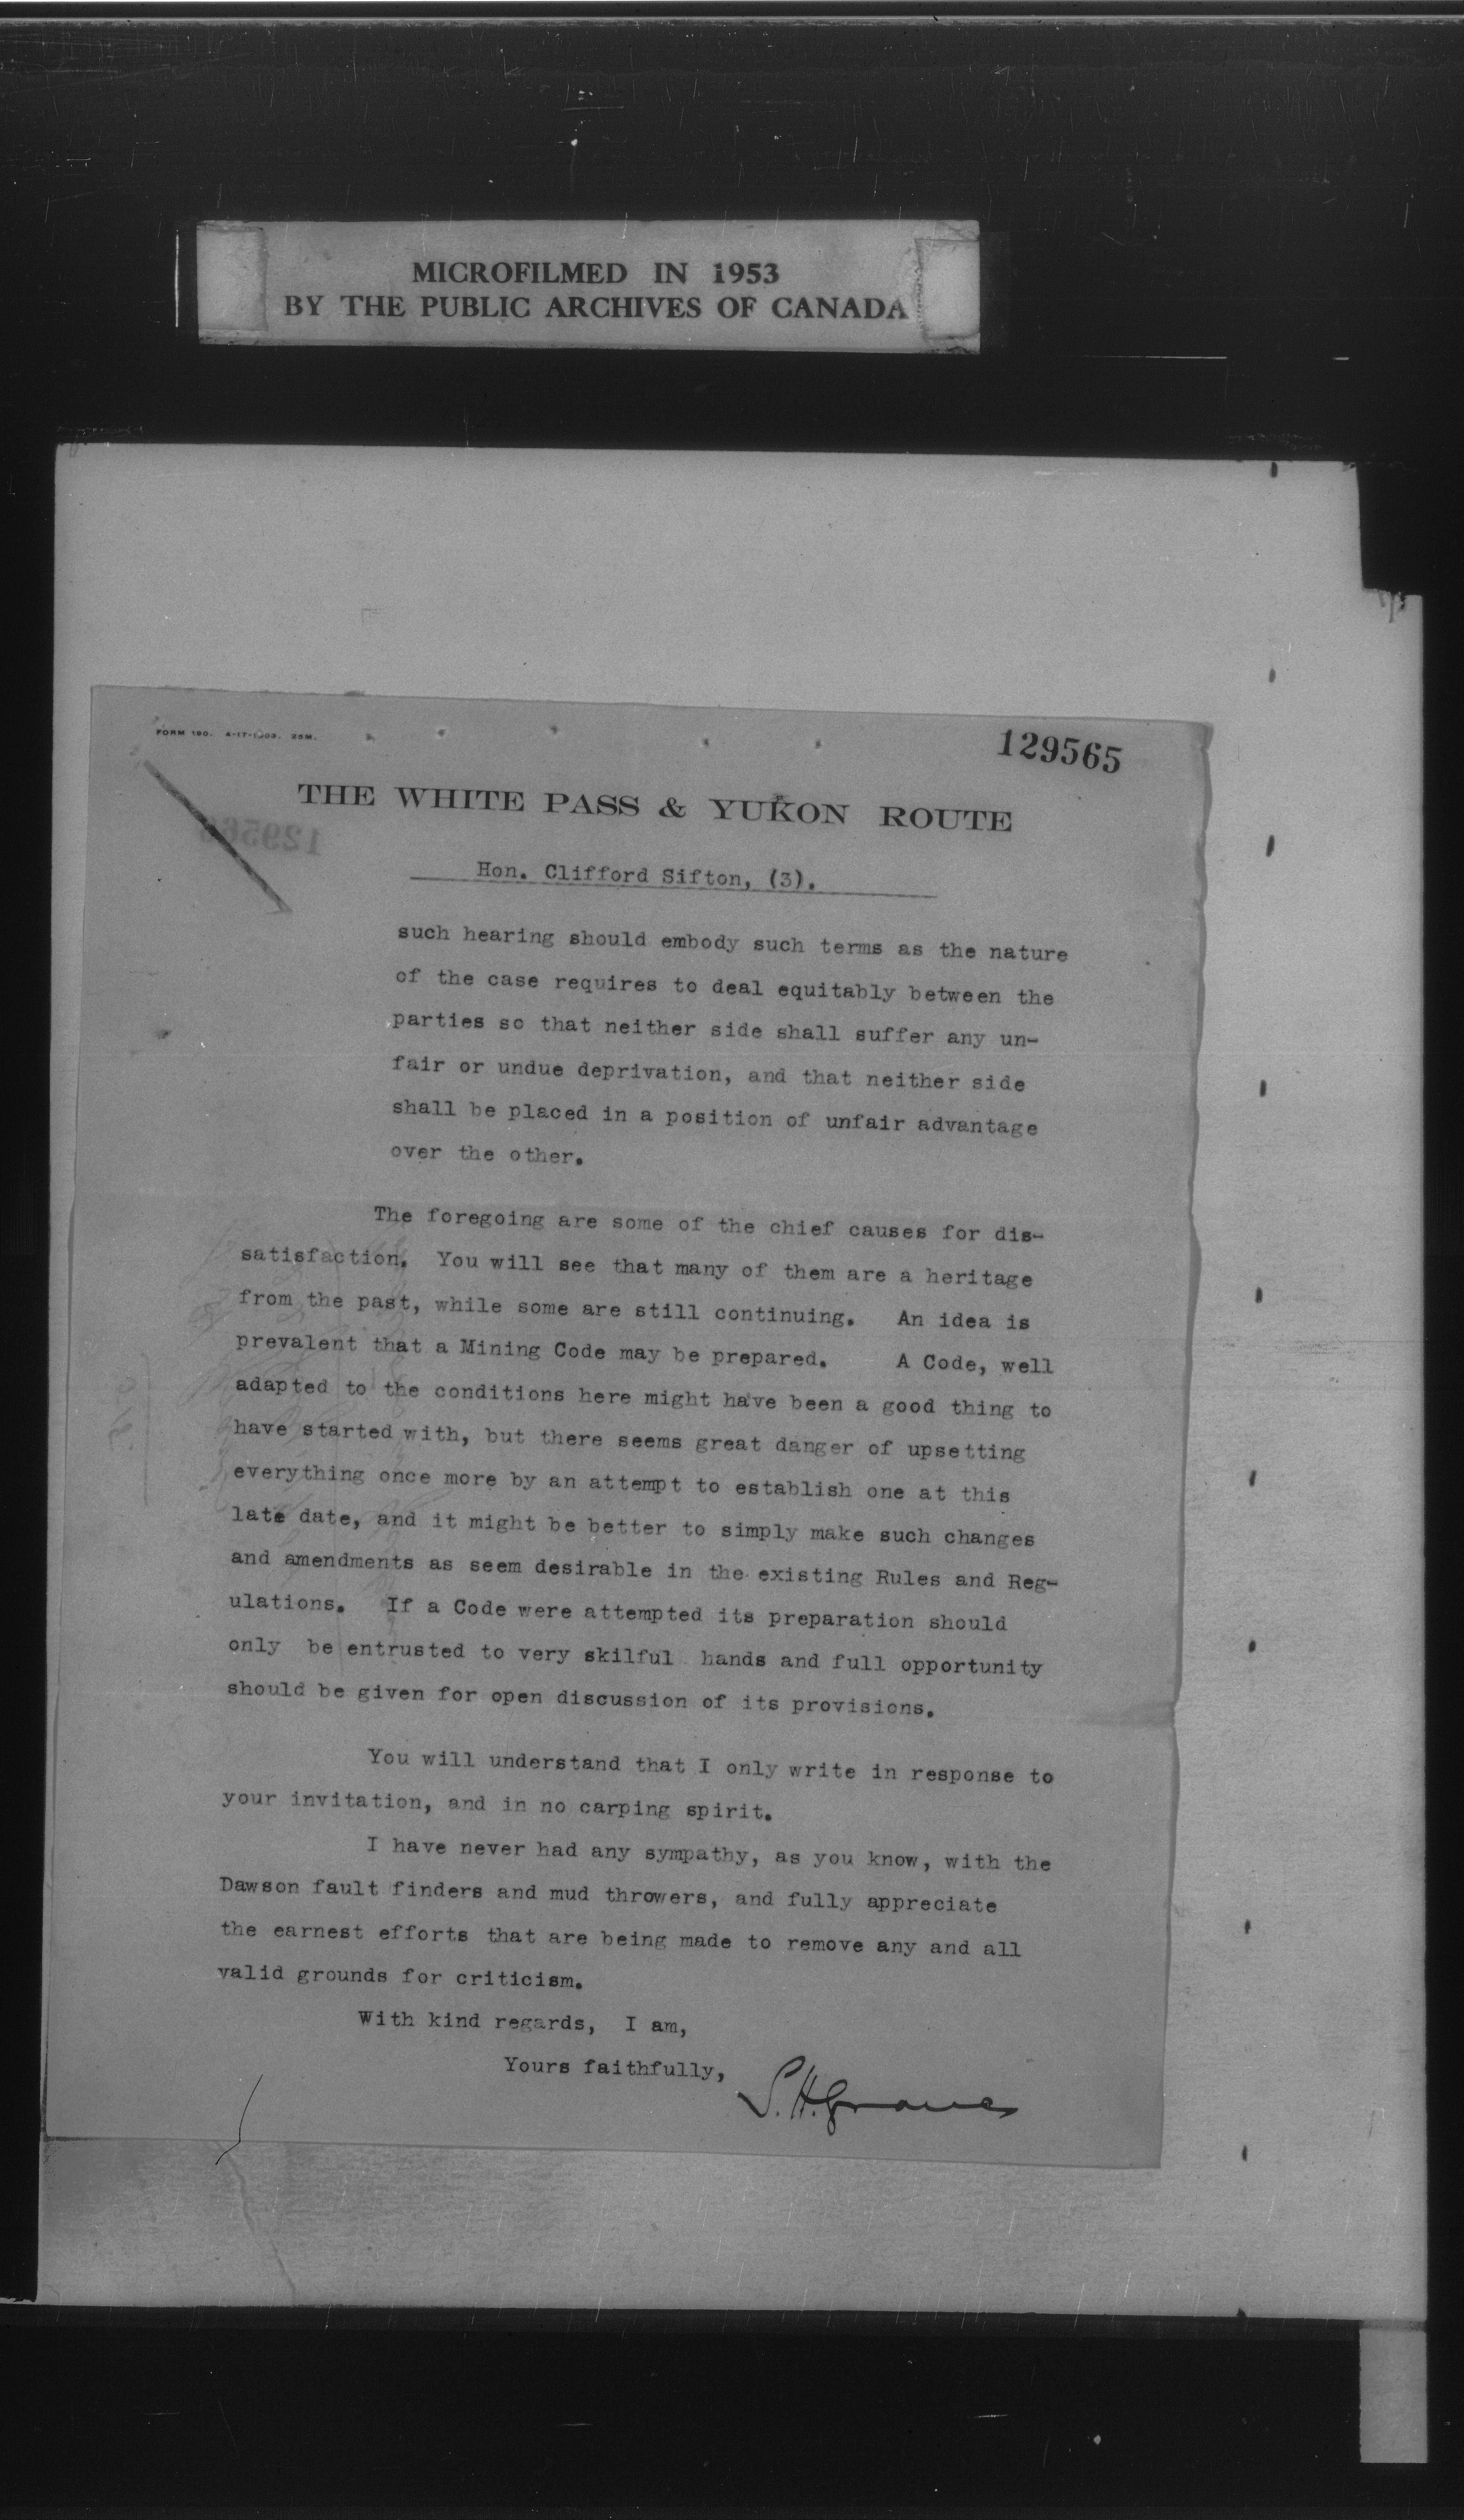 MICROFILMED IN 1953
BY THE PUBLIC ARCHIVES OF CANADA
FORM 190. 4-17-1903. 25M.
129565
THE WHITE PASS & YUKON ROUTE
Hon. Clifford Sifton, (3).
such hearing should embody such terms as the nature
of the case requires to deal equitably between the
parties so that neither side shall suffer any un-
fair or undue deprivation, and that neither side
shall be placed in a position of unfair advantage
over the other.
The foregoing are some of the chief causes for dis-
satisfaction. You will see that many of them are a heritage
from the past, while some are still continuing. An idea is
prevalent that a Mining Code may be prepared. A Code, well
adapted to the conditions here might have been a good thing to
have started with, but there seems great danger of upsetting
everything once more by an attempt to establish one at this
late date, and it might be better to simply make such changes
and amendments as seem desirable in the existing Rules and Reg-
ulations. If a Code were attempted its preparation should
only be entrusted to very skilful hands and full opportunity
should be given for open discussion of its provisions.
You will understand that I only write in response to
your invitation, and in no carping spirit.
I have never had any sympathy, as you know, with the
Dawson fault finders and mud throwers, and fully appreciate
the earnest efforts that are being made to remove any and all
valid grounds for criticism.
With kind regards, I am,
Yours faithfully,
S. H. Graves